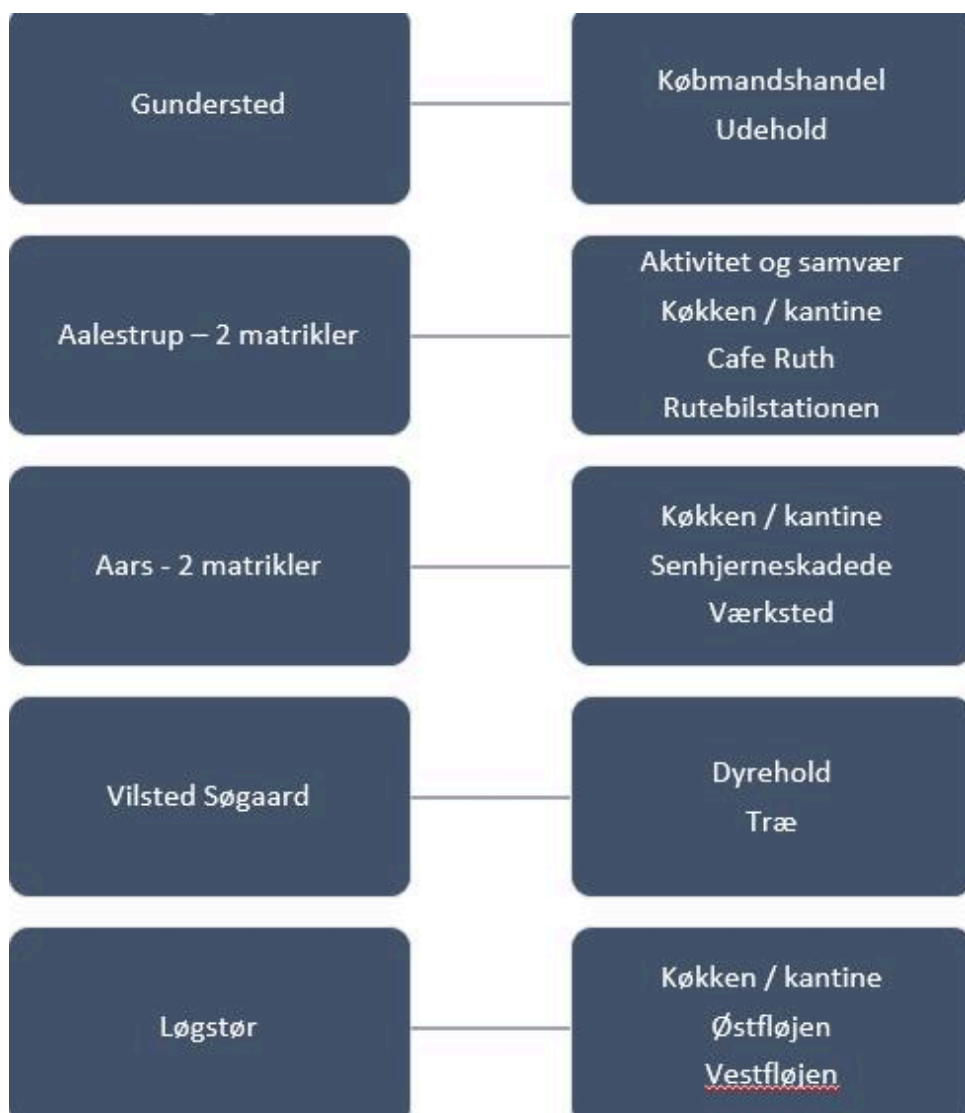 Gundersted
Købmandshandel
Udehold
Aalestrup – 2 matrikler
Aktivitet og samvær
Køkken / kantine
Cafe Ruth
Rutebilstationen
Aars - 2 matrikler
Køkken / kantine
Senhjerneskadede
Værksted
Vilsted Søgaard
Dyrehold
Træ
Løgstør
Køkken / kantine
Østfløjen
Vestfløjen